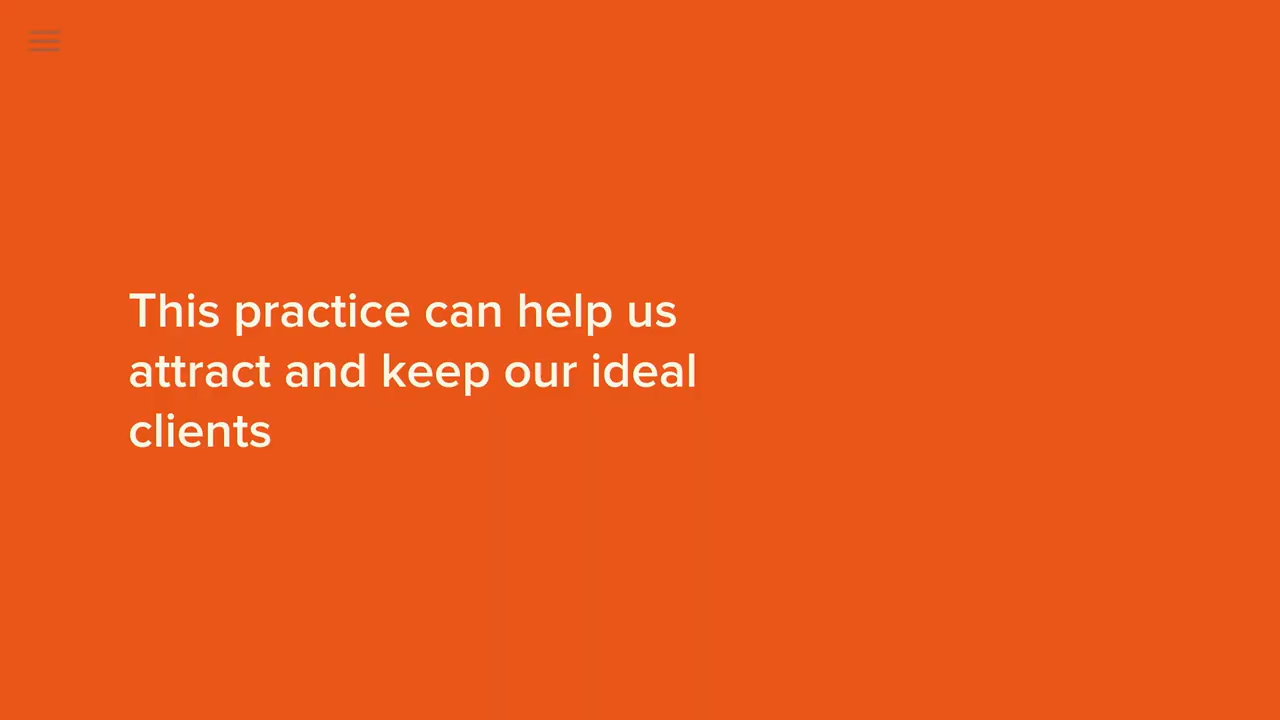 This practice can help us
attract and keep our ideal
clients